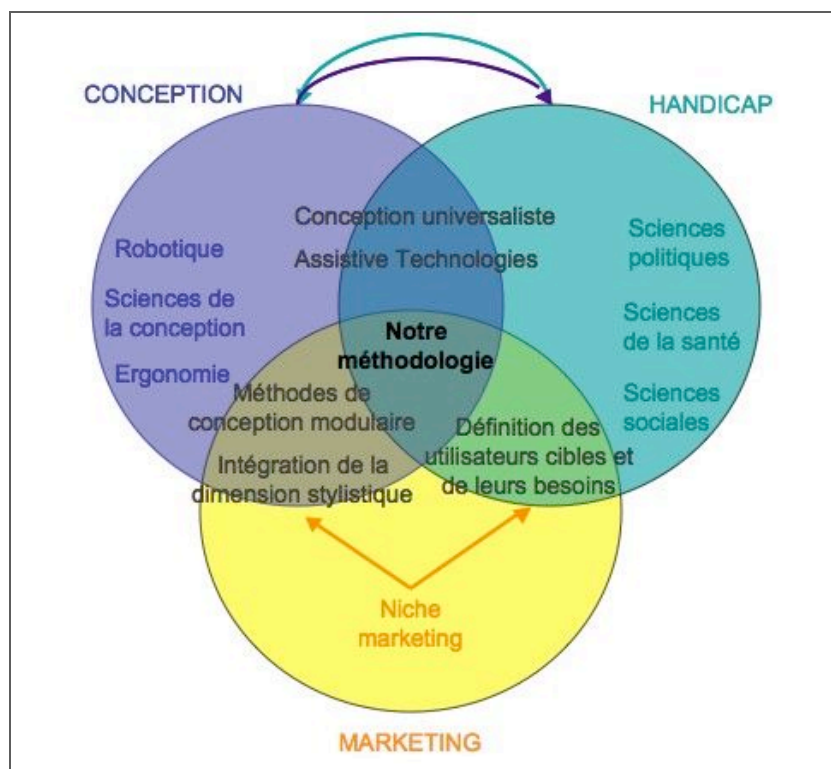 CONCEPTION
HANDICAP
Conception universaliste
Assistive Technologies
Robotique
Sciences de
la conception
Ergonomie
Sciences
politiques
Sciences
de la santé
Sciences
sociales
Notre
méthodologie
Méthodes de
conception modulaire
Intégration de la
dimension stylistique
Définition des
utilisateurs cibles et
de leurs besoins
Niche
marketing
MARKETING